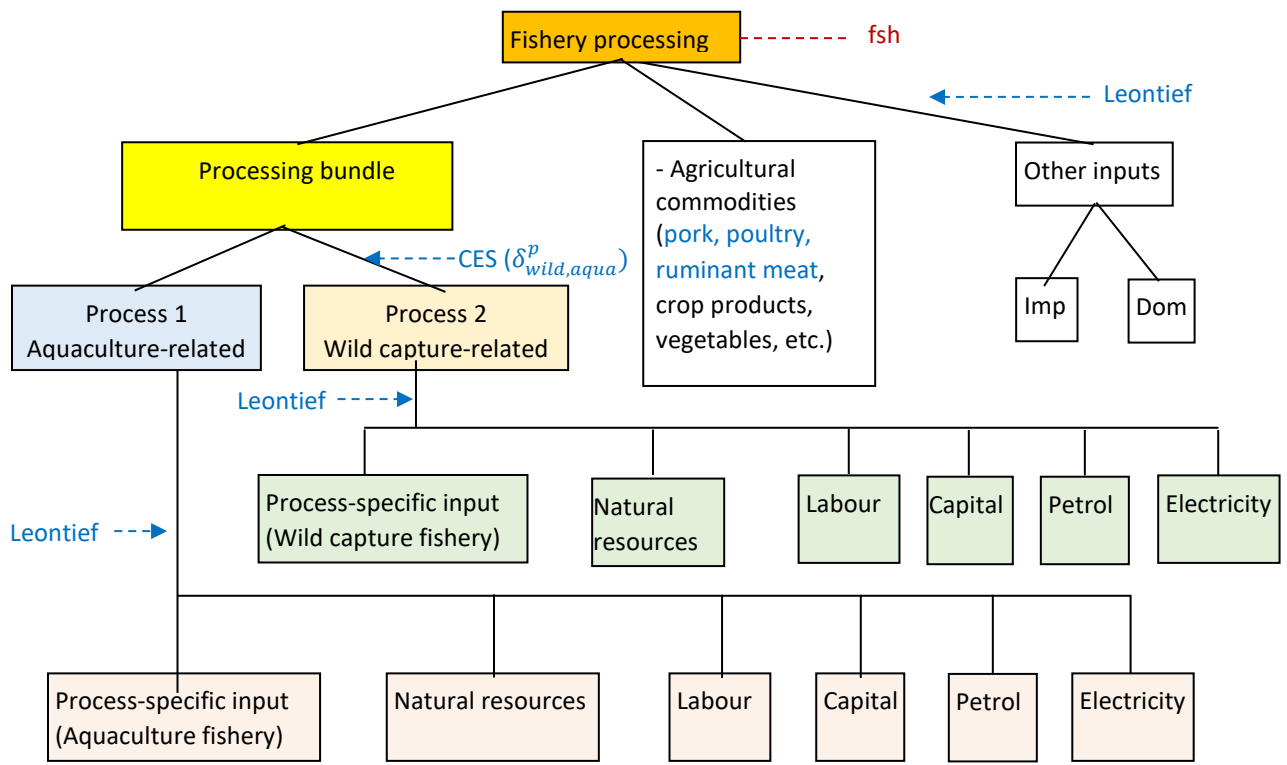 Fishery processing
fsh
Leontief
Processing bundle
- Agricultural
commodities
(pork, poultry,
ruminant meat,
crop products,
vegetables, etc.)
Other inputs
CES (δ^p_{wild,aqua})
Imp
Dom
Process 1
Aquaculture-related
Process 2
Wild capture-related
Leontief
Process-specific input
(Wild capture fishery)
Natural
resources
Labour
Capital
Petrol
Electricity
Leontief
Process-specific input
(Aquaculture fishery)
Natural resources
Labour
Capital
Petrol
Electricity